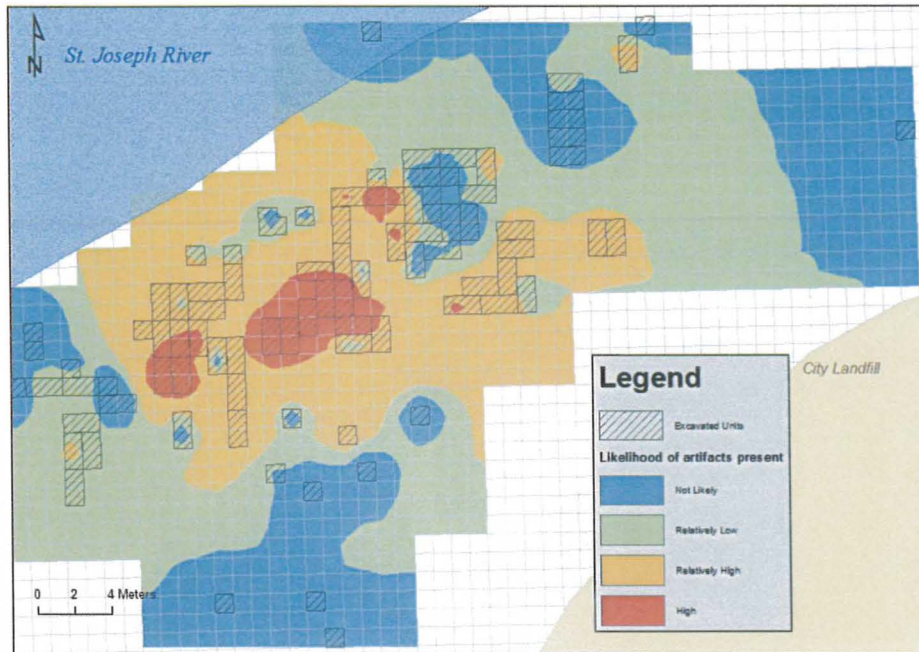 N
St. Joseph River
City Landfill
Legend
Excavated Units
Likelihood of artifacts present
Not Likely
Relatively Low
Relatively High
High
0 2 4 Meters